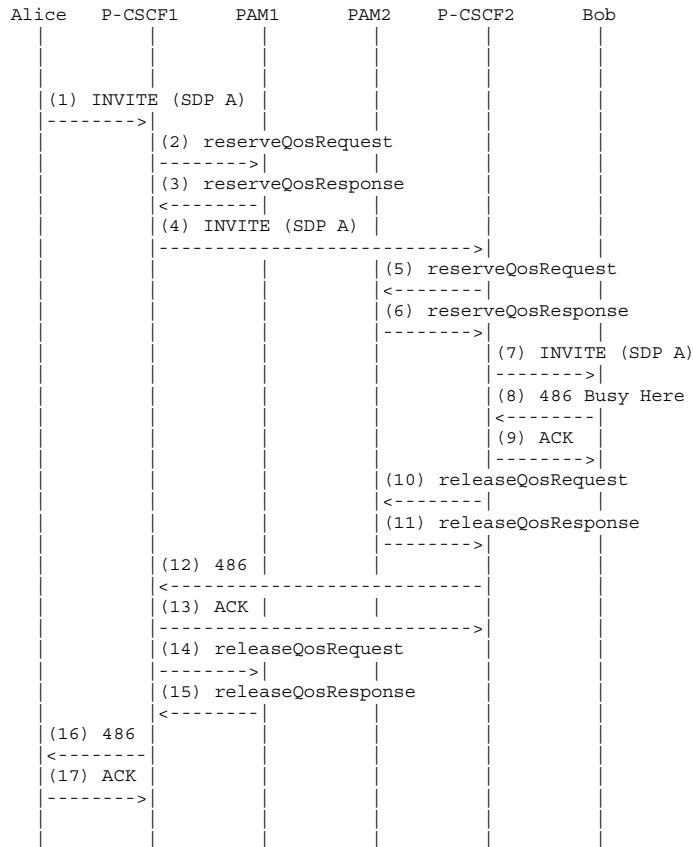 Alice P-CSCF1 PAM1 PAM2 P-CSCF2 Bob
(1) INVITE (SDP A)
(2) reserveQosRequest
(3) reserveQosResponse
(4) INVITE (SDP A)
(5) reserveQosRequest
(6) reserveQosResponse
(7) INVITE (SDP A)
(8) 486 Busy Here
(9) ACK
(10) releaseQosRequest
(11) releaseQosResponse
(12) 486
(13) ACK
(14) releaseQosRequest
(15) releaseQosResponse
(16) 486
(17) ACK